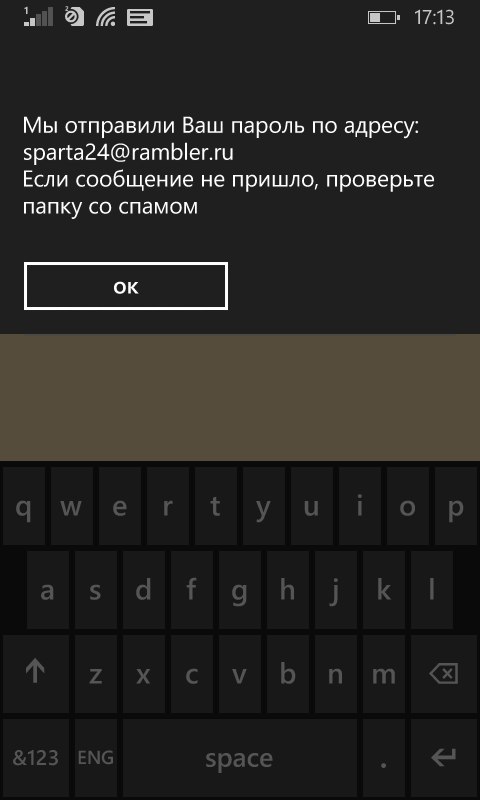 1 2 17:13
Мы отправили Ваш пароль по адресу:
sparta24@rambler.ru
Если сообщение не пришло, проверьте
папку со спамом
ок
q w e r t y u i o p
a s d f g h j k l
z x c v b n m
&123 ENG space .